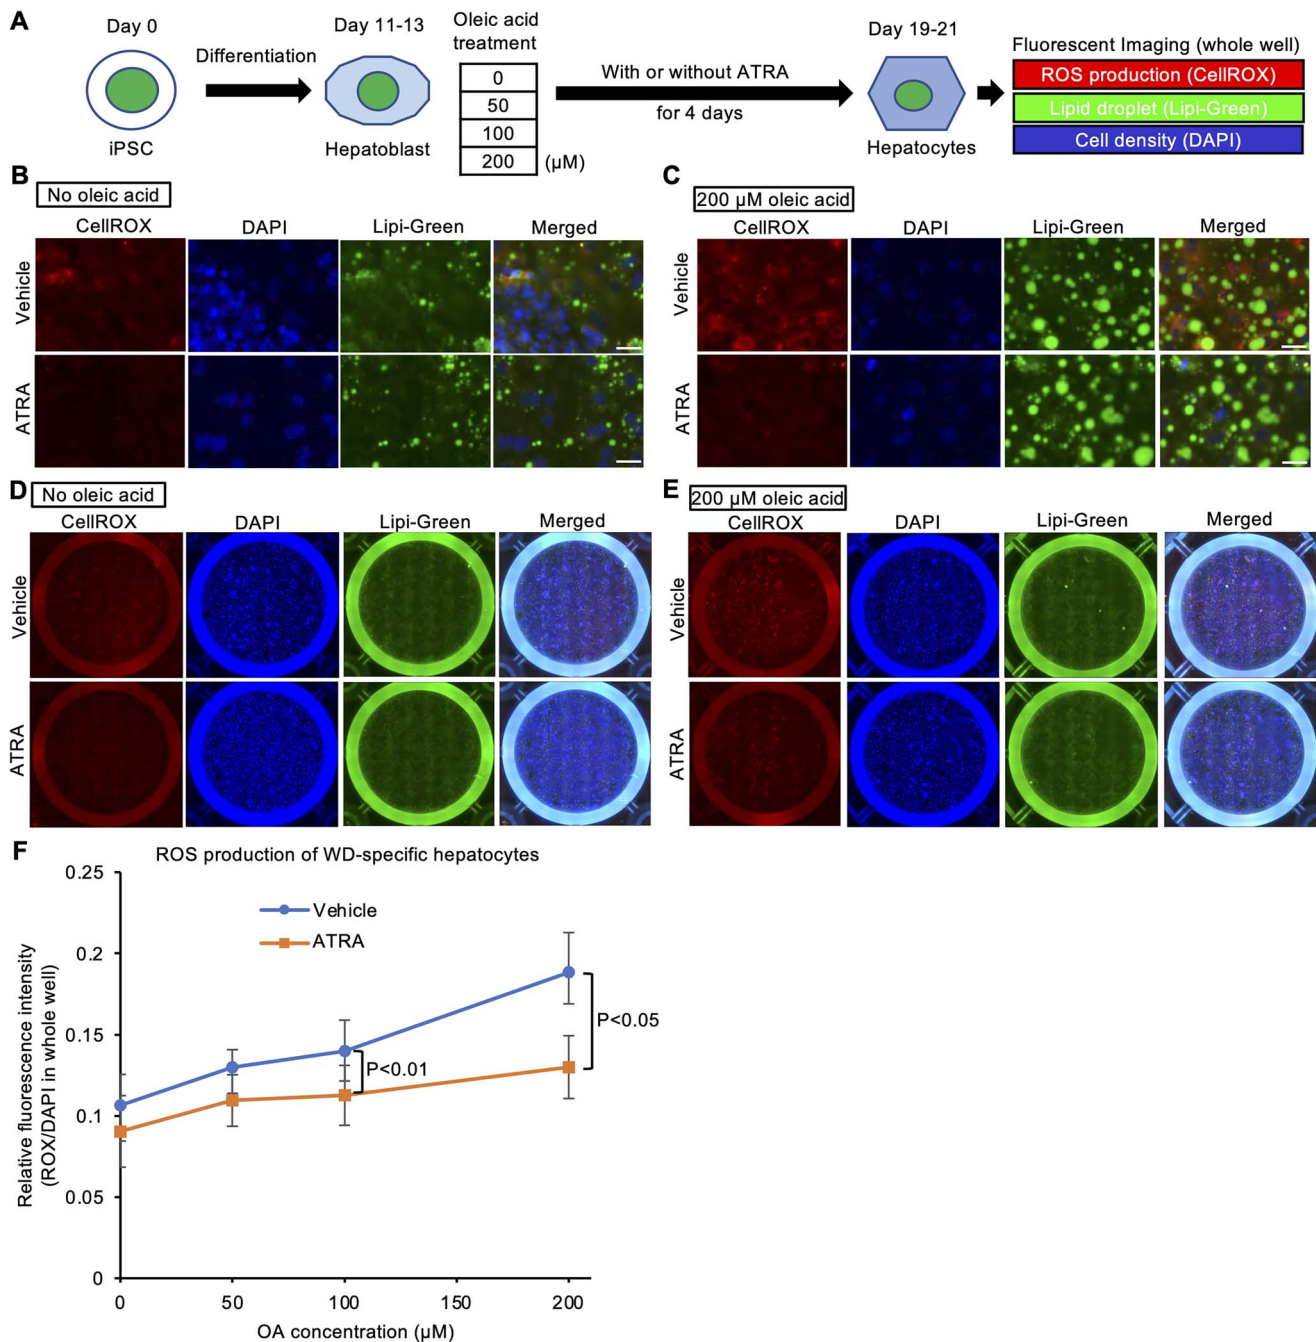 A
Day 0
Differentiation
iPSC
Day 11-13
Hepatoblast
Oleic acid
treatment
0
50
100
200
(µM)
With or without ATRA
for 4 days
Day 19-21
Hepatocytes
Fluorescent Imaging (whole well)
ROS production (CellROX)
Lipid droplet (Lipi-Green)
Cell density (DAPI)
B
No oleic acid
CellROX DAPI Lipi-Green Merged
Vehicle
ATRA
C
200 µM oleic acid
CellROX DAPI Lipi-Green Merged
Vehicle
ATRA
D
No oleic acid
CellROX DAPI Lipi-Green Merged
Vehicle
ATRA
E
200 µM oleic acid
CellROX DAPI Lipi-Green Merged
Vehicle
ATRA
F
ROS production of WD-specific hepatocytes
Relative fluorescence intensity
(ROX/DAPI in whole well)
0.25
0.2
0.15
0.1
0.05
0
Vehicle
ATRA
P<0.01
P<0.05
0 50 100 150 200
OA concentration (µM)